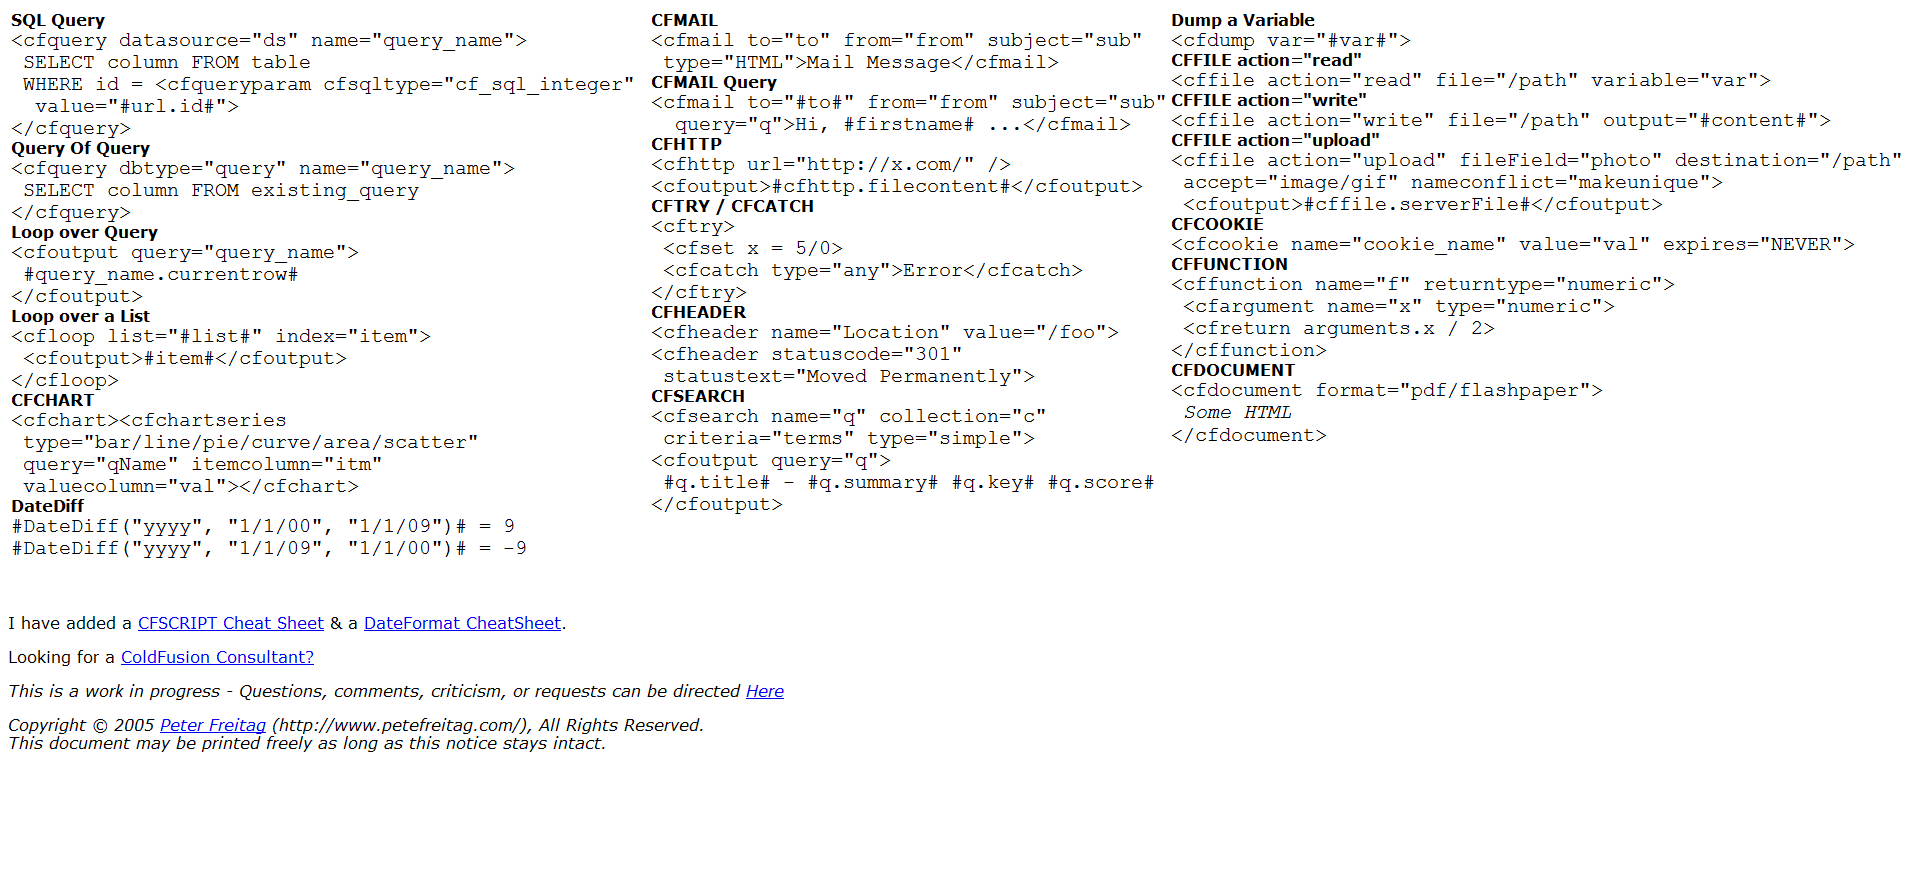 SQL Query
<cfquery datasource="ds" name="query_name">
 SELECT column FROM table
 WHERE id = <cfqueryparam cfsqltype="cf_sql_integer"
  value="#url.id#">
</cfquery>
Query Of Query
<cfquery dbtype="query" name="query_name">
 SELECT column FROM existing_query
</cfquery>
Loop over Query
<cfoutput query="query_name">
 #query_name.currentrow#
</cfoutput>
Loop over a List
<cfloop list="#list#" index="item">
 <cfoutput>#item#</cfoutput>
</cfloop>
CFCHART
<cfchart><cfchartseries
 type="bar/line/pie/curve/area/scatter"
 query="qName" itemcolumn="itm"
 valuecolumn="val"></cfchart>
DateDiff
#DateDiff("yyyy", "1/1/00", "1/1/09")# = 9
#DateDiff("yyyy", "1/1/09", "1/1/00")# = -9
CFMAIL
<cfmail to="to" from="from" subject="sub"
 type="HTML">Mail Message</cfmail>
CFMAIL Query
<cfmail to="#to#" from="from" subject="sub"
  query="q">Hi, #firstname# ...</cfmail>
CFHTTP
<cfhttp url="http://x.com/" />
<cfoutput>#cfhttp.filecontent#</cfoutput>
CFTRY / CFCATCH
<cftry>
 <cfset x = 5/0>
 <cfcatch type="any">Error</cfcatch>
</cftry>
CFHEADER
<cfheader name="Location" value="/foo">
<cfheader statuscode="301"
 statustext="Moved Permanently">
CFSEARCH
<cfsearch name="q" collection="c"
 criteria="terms" type="simple">
<cfoutput query="q">
 #q.title# - #q.summary# #q.key# #q.score#
</cfoutput>
Dump a Variable
<cfdump var="#var#">
CFFILE action="read"
<cffile action="read" file="/path" variable="var">
CFFILE action="write"
<cffile action="write" file="/path" output="#content#">
CFFILE action="upload"
<cffile action="upload" fileField="photo" destination="/path"
 accept="image/gif" nameconflict="makeunique">
 <cfoutput>#cffile.serverFile#</cfoutput>
CFCOOKIE
<cfcookie name="cookie_name" value="val" expires="NEVER">
CFFUNCTION
<cffunction name="f" returntype="numeric">
 <cfargument name="x" type="numeric">
 <cfreturn arguments.x / 2>
</cffunction>
CFDOCUMENT
<cfdocument format="pdf/flashpaper">
 Some HTML
</cfdocument>
I have added a CFSCRIPT Cheat Sheet & a DateFormat CheatSheet.
Looking for a ColdFusion Consultant?
This is a work in progress - Questions, comments, criticism, or requests can be directed Here
Copyright © 2005 Peter Freitag (http://www.petefreitag.com/), All Rights Reserved.
This document may be printed freely as long as this notice stays intact.